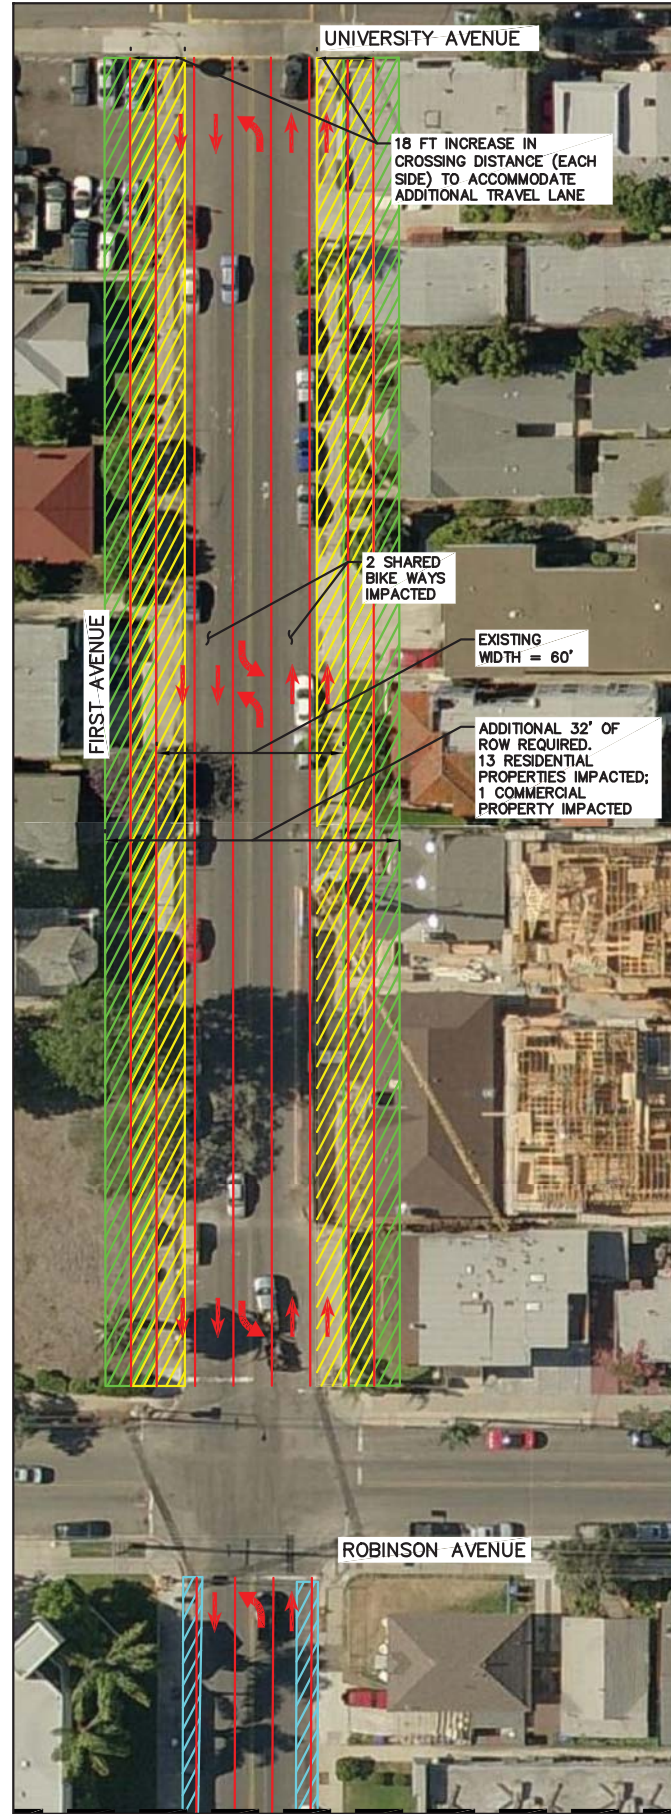 UNIVERSITY AVENUE
18 FT INCREASE IN
CROSSING DISTANCE (EACH
SIDE) TO ACCOMMODATE
ADDITIONAL TRAVEL LANE
2 SHARED
BIKE WAYS
IMPACTED
FIRST AVENUE
EXISTING
WIDTH = 60'
ADDITIONAL 32' OF
ROW REQUIRED.
13 RESIDENTIAL
PROPERTIES IMPACTED;
1 COMMERCIAL
PROPERTY IMPACTED
ROBINSON AVENUE